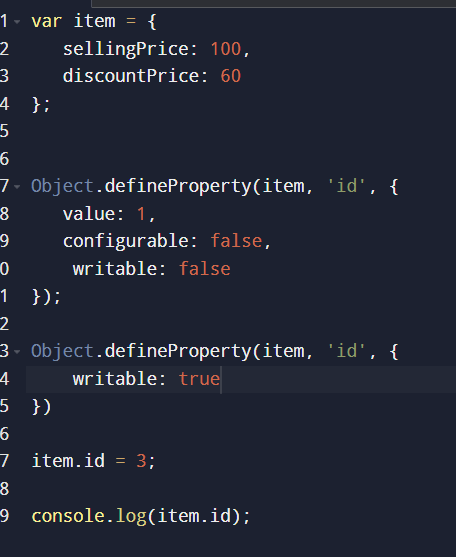 1 var item = {
2 sellingPrice: 100,
3 discountPrice: 60
4 };
5
6
7 Object.defineProperty(item, 'id', {
8 value: 1,
9 configurable: false,
0 writable: false
1 });
2
3 Object.defineProperty(item, 'id', {
4 writable: true
5 })
6
7 item.id = 3;
8
9 console.log(item.id);